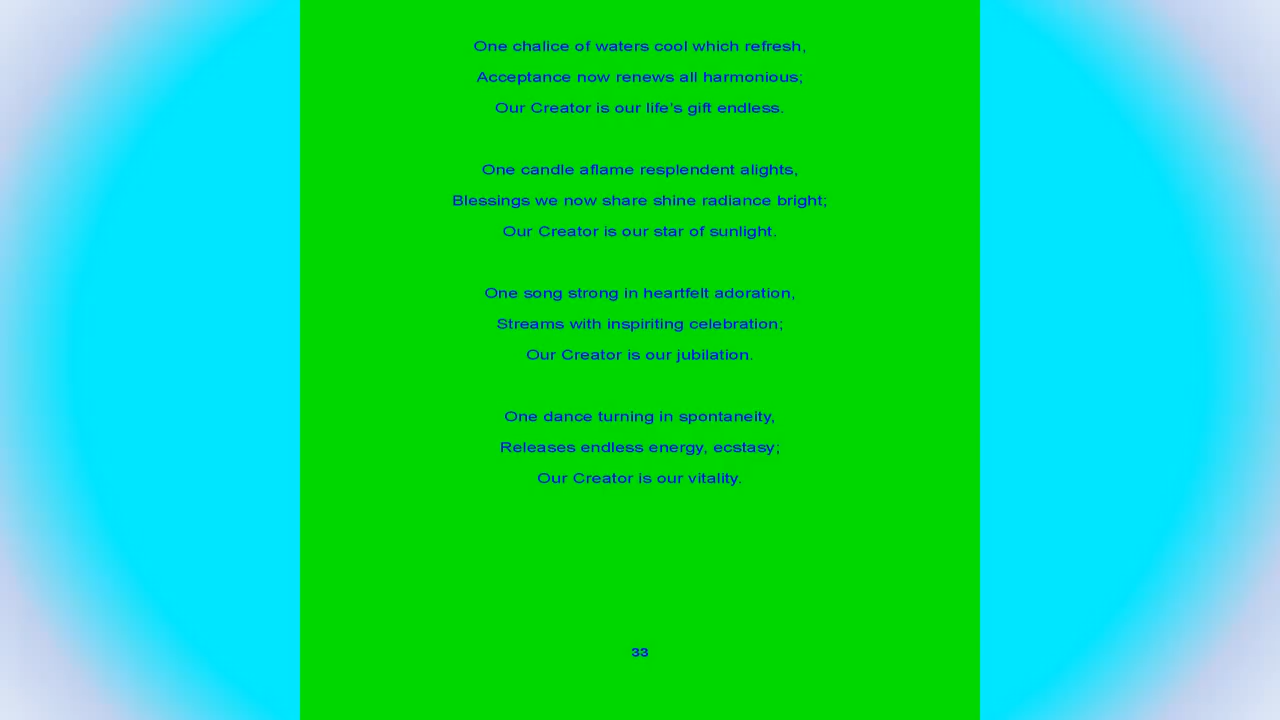 One chalice of waters cool which refresh,
Acceptance now renews all harmonious;
Our Creator is our life's gift endless.
One candle aflame resplendent alights,
Blessings we now share shine radiance bright;
Our Creator is our star of sunlight.
One song strong in heartfelt adoration,
Streams with inspiriting celebration;
Our Creator is our jubilation.
One dance turning in spontaneity,
Releases endless energy, ecstasy;
Our Creator is our vitality.
33